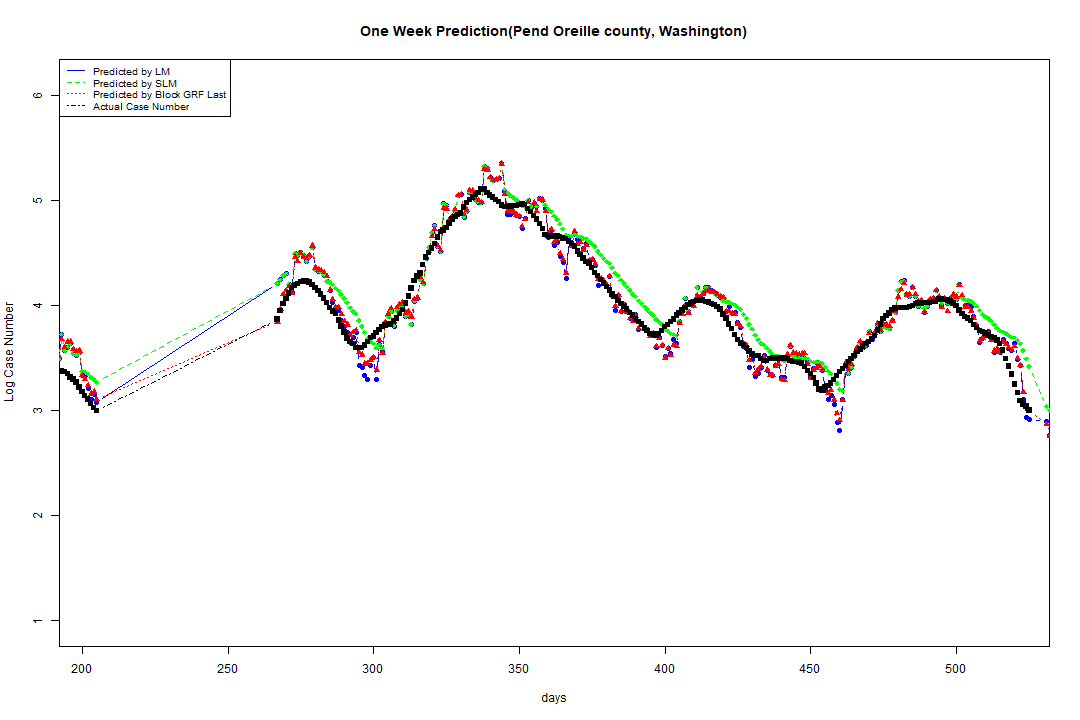 One Week Prediction(Pend Oreille county, Washington)
Predicted by LM
Predicted by SLM
Predicted by Block GRF Last
Actual Case Number
6
5
4
3
2
1
Log Case Number
200 250 300 350 400 450 500
days